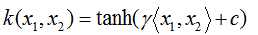 k(x₁, x₂) = tanh(γ⟨x₁, x₂⟩ + c)